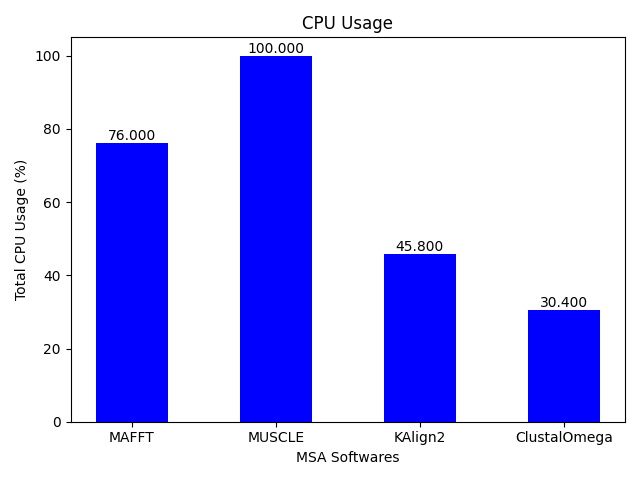 CPU Usage
100.000
76.000
45.800
30.400
Total CPU Usage (%)
100
80
60
40
20
0
MAFFT MUSCLE KAlign2 ClustalOmega
MSA Softwares